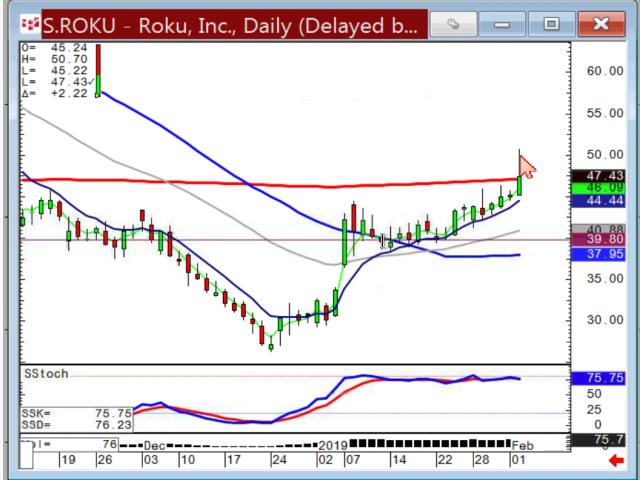 S.ROKU - Roku, Inc., Daily (Delayed b...
O= 45.24
H= 50.70
L= 45.22
L= 47.43✓
Δ= +2.22
60.00
55.00
50.00
47.43
46.09
44.44
40.88
39.80
37.95
35.00
30.00
SStoch
75.75
50
25
0
SSK= 75.75
SSD= 76.23
76
Dec
2019
Feb
75.7
19 26 03 10 17 24 02 07 14 22 28 01